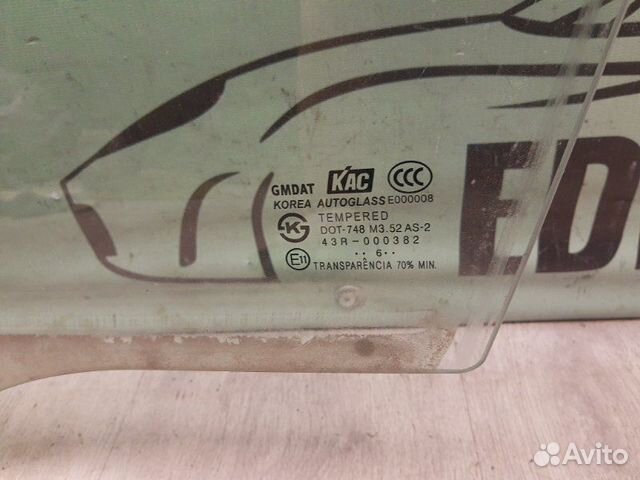 GMDAT KAC CCC
KOREA AUTOGLASS E000008
TEMPERED
DOT-748 M3.52 AS-2
43R-000382
·· 6 ··
E11 TRANSPARÊNCIA 70% MIN.
Avito